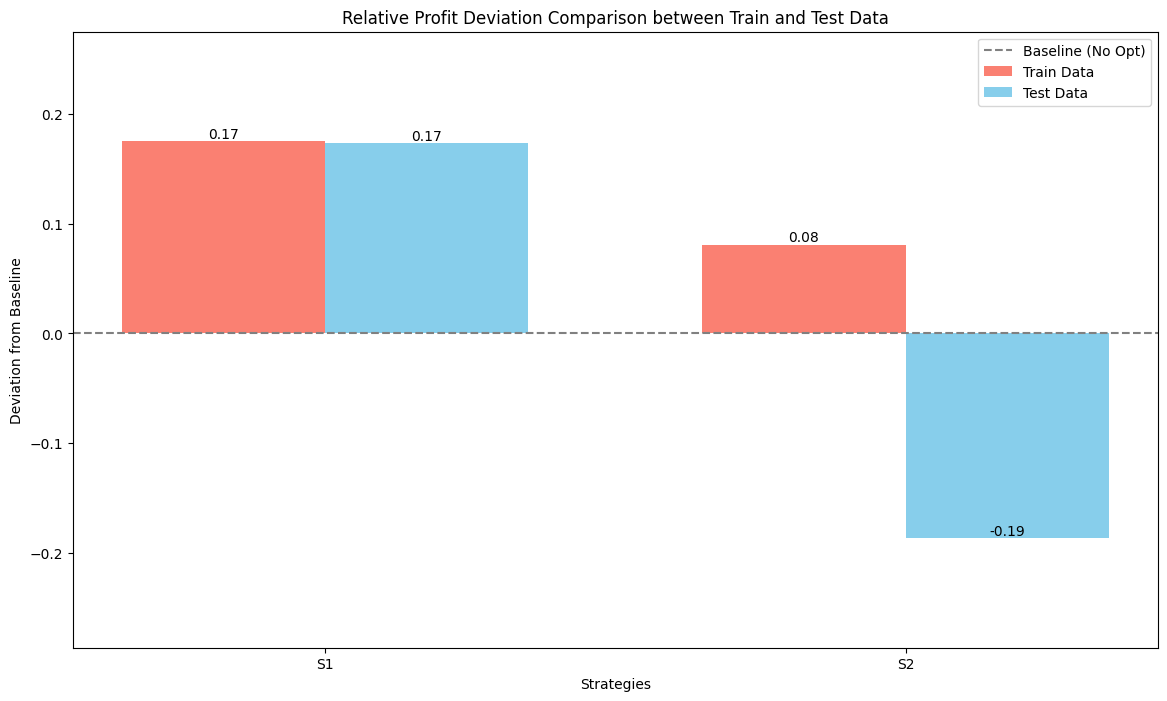 Relative Profit Deviation Comparison between Train and Test Data
Baseline (No Opt)
Train Data
Test Data
Deviation from Baseline
0.2
0.1
0.0
−0.1
−0.2
0.17
0.17
0.08
-0.19
S1
S2
Strategies